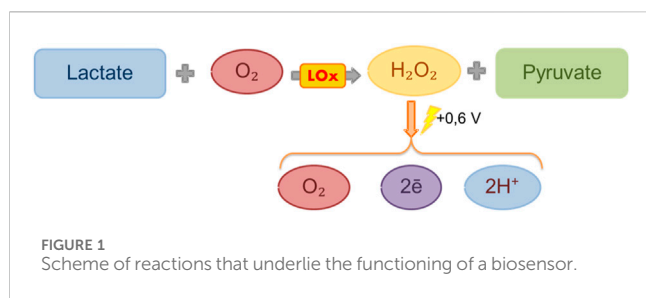 Lactate + O₂ LOx H₂O₂ + Pyruvate
+0,6 V
O₂ 2ē 2H⁺
FIGURE 1
Scheme of reactions that underlie the functioning of a biosensor.